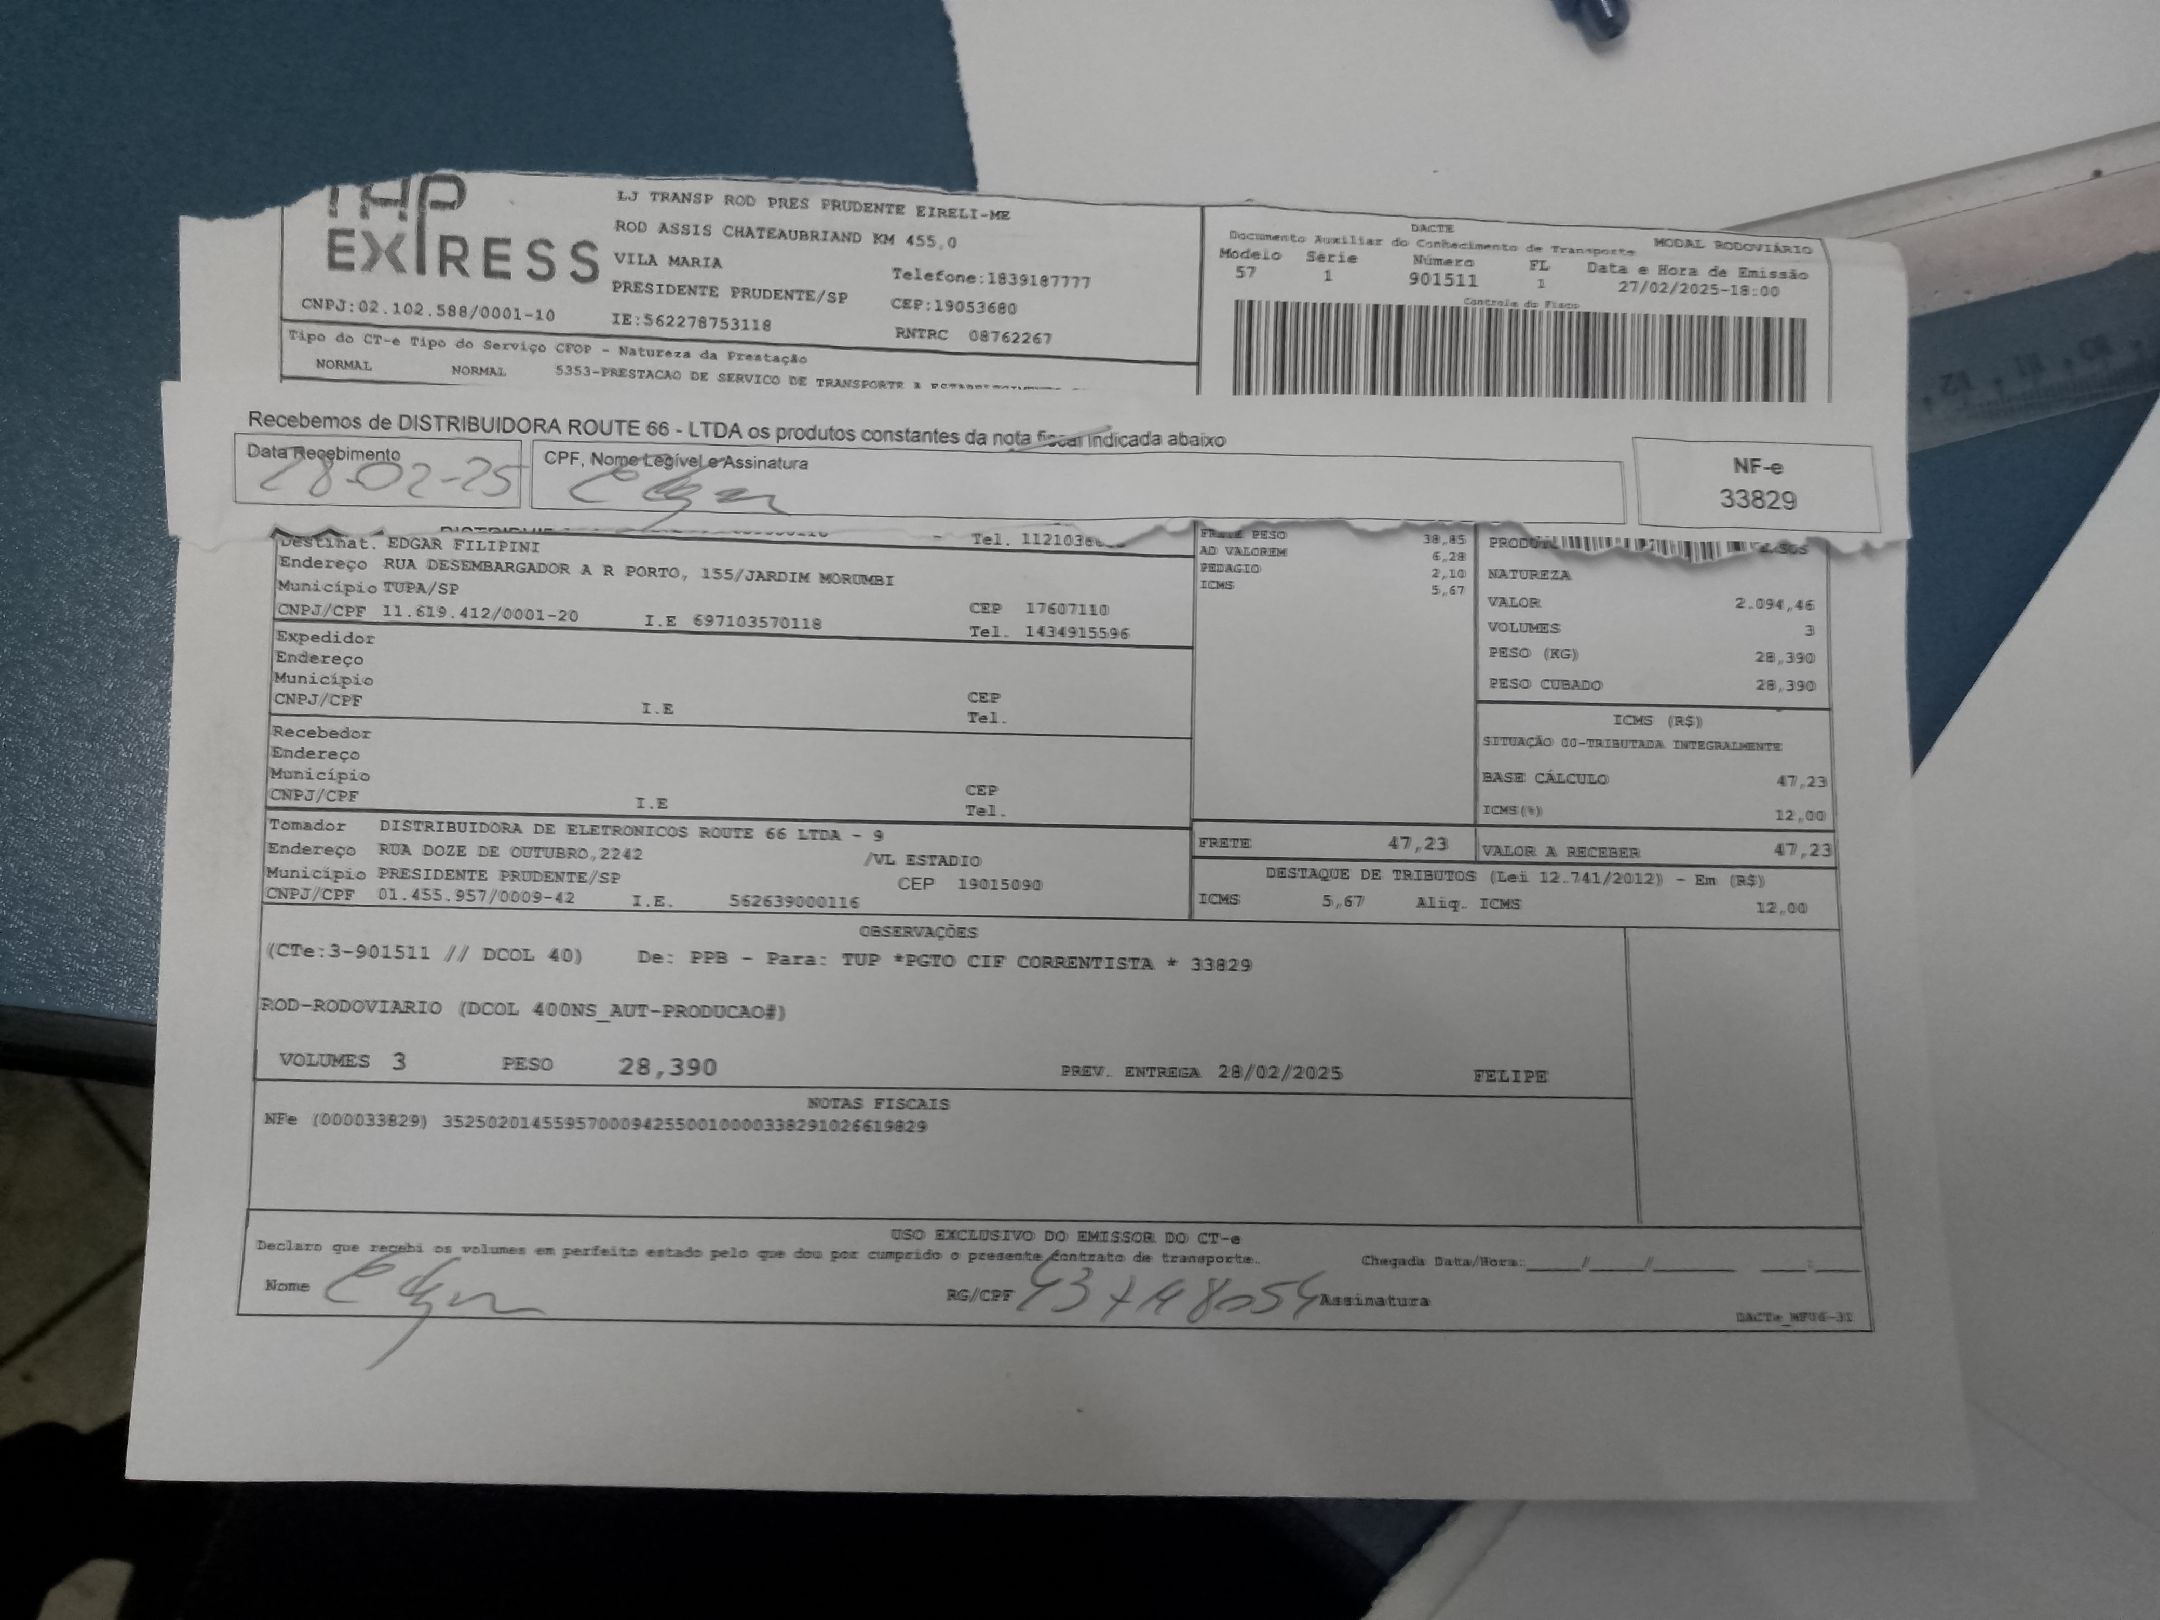 EXPRESS
LJ TRANSP ROD PRES PRUDENTE EIRELI-ME
ROD ASSIS CHATEAUBRIAND KM 455,0
VILA MARIA
Telefone:1839187777
PRESIDENTE PRUDENTE/SP CEP:19053680
CNPJ:02.102.588/0001-10 IE:562278753118 RNTRC 08762267
Tipo do CT-e Tipo do Serviço CFOP - Natureza da Prestação
NORMAL NORMAL 5353-PRESTACAO DE SERVICO DE TRANSPORTE A
DACTE
Documento Auxiliar do Conhecimento de Transporte MODAL RODOVIÁRIO
Modelo Série Número FL Data e Hora de Emissão
57 1 901511 1 27/02/2025-18:00
Controle do Fisco
Recebemos de DISTRIBUIDORA ROUTE 66 - LTDA os produtos constantes da nota fiscal indicada abaixo
Data Recebimento CPF, Nome Legível e Assinatura
28-02-25 Edgar
NF-e
33829
Destinat. EDGAR FILIPINI
Endereço RUA DESEMBARGADOR A R PORTO, 155/JARDIM MORUMBI
Município TUPA/SP CEP 17607110
CNPJ/CPF 11.619.412/0001-20 I.E 697103570118 Tel. 1434915596
Expedidor
Endereço
Município CEP
CNPJ/CPF I.E Tel.
Recebedor
Endereço
Município CEP
CNPJ/CPF I.E Tel.
Tomador DISTRIBUIDORA DE ELETRONICOS ROUTE 66 LTDA - 9
Endereço RUA DOZE DE OUTUBRO,2242 /VL ESTADIO
Município PRESIDENTE PRUDENTE/SP CEP 19015090
CNPJ/CPF 01.455.957/0009-42 I.E. 562639000116
FRETE PESO 38,85
AD VALOREM 6,28
PEDAGIO 2,10
ICMS 5,67
NATUREZA
VALOR 2.094,46
VOLUMES 3
PESO (KG) 28,390
PESO CUBADO 28,390
ICMS (R$)
SITUAÇÃO 00-TRIBUTADA INTEGRALMENTE
BASE CÁLCULO 47,23
ICMS(%) 12,00
FRETE 47,23 VALOR A RECEBER 47,23
DESTAQUE DE TRIBUTOS (Lei 12.741/2012) - Em (R$)
ICMS 5,67 Aliq. ICMS 12,00
OBSERVAÇÕES
(CTe:3-901511 // DCOL 40) De: PPB - Para: TUP *PGTO CIF CORRENTISTA * 33829
ROD-RODOVIARIO (DCOL 400NS_AUT-PRODUCAO#)
VOLUMES 3 PESO 28,390 PREV. ENTREGA 28/02/2025 FELIPE
NOTAS FISCAIS
NFe (000033829) 35250201455957000942550010000338291026619829
USO EXCLUSIVO DO EMISSOR DO CT-e
Declaro que recebi os volumes em perfeito estado pelo que dou por cumprido o presente contrato de transporte. Chegada Data/Hora:____/____/______ ___:___
Nome Edgar RG/CPF Assinatura